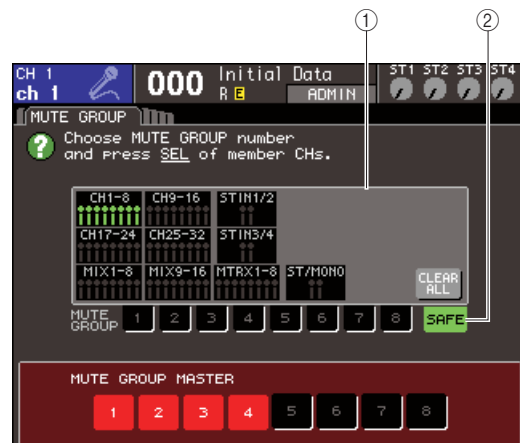 ① ②
CH 1 000 Initial Data ST1 ST2 ST3 ST4
ch 1 R E ADMIN
MUTE GROUP
? Choose MUTE GROUP number
and press SEL of member CHs.
CH1-8 CH9-16 STIN1/2
CH17-24 CH25-32 STIN3/4
MIX1-8 MIX9-16 MTRX1-8 ST/MONO CLEAR
ALL
MUTE
GROUP 1 2 3 4 5 6 7 8 SAFE
MUTE GROUP MASTER
1 2 3 4 5 6 7 8